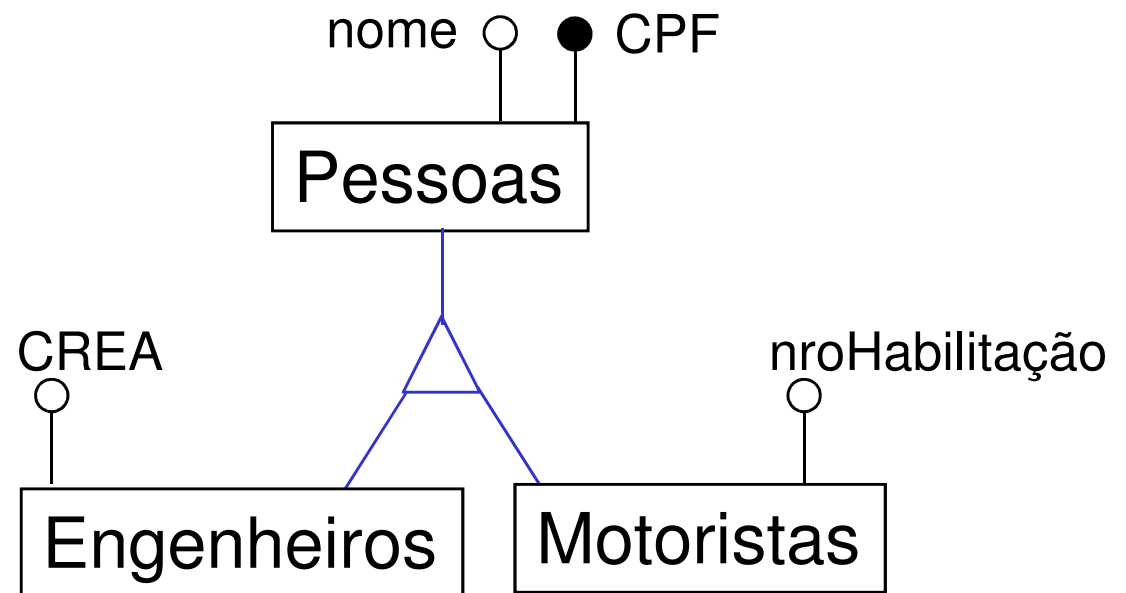 nome CPF
Pessoas
CREA
nroHabilitação
Engenheiros
Motoristas